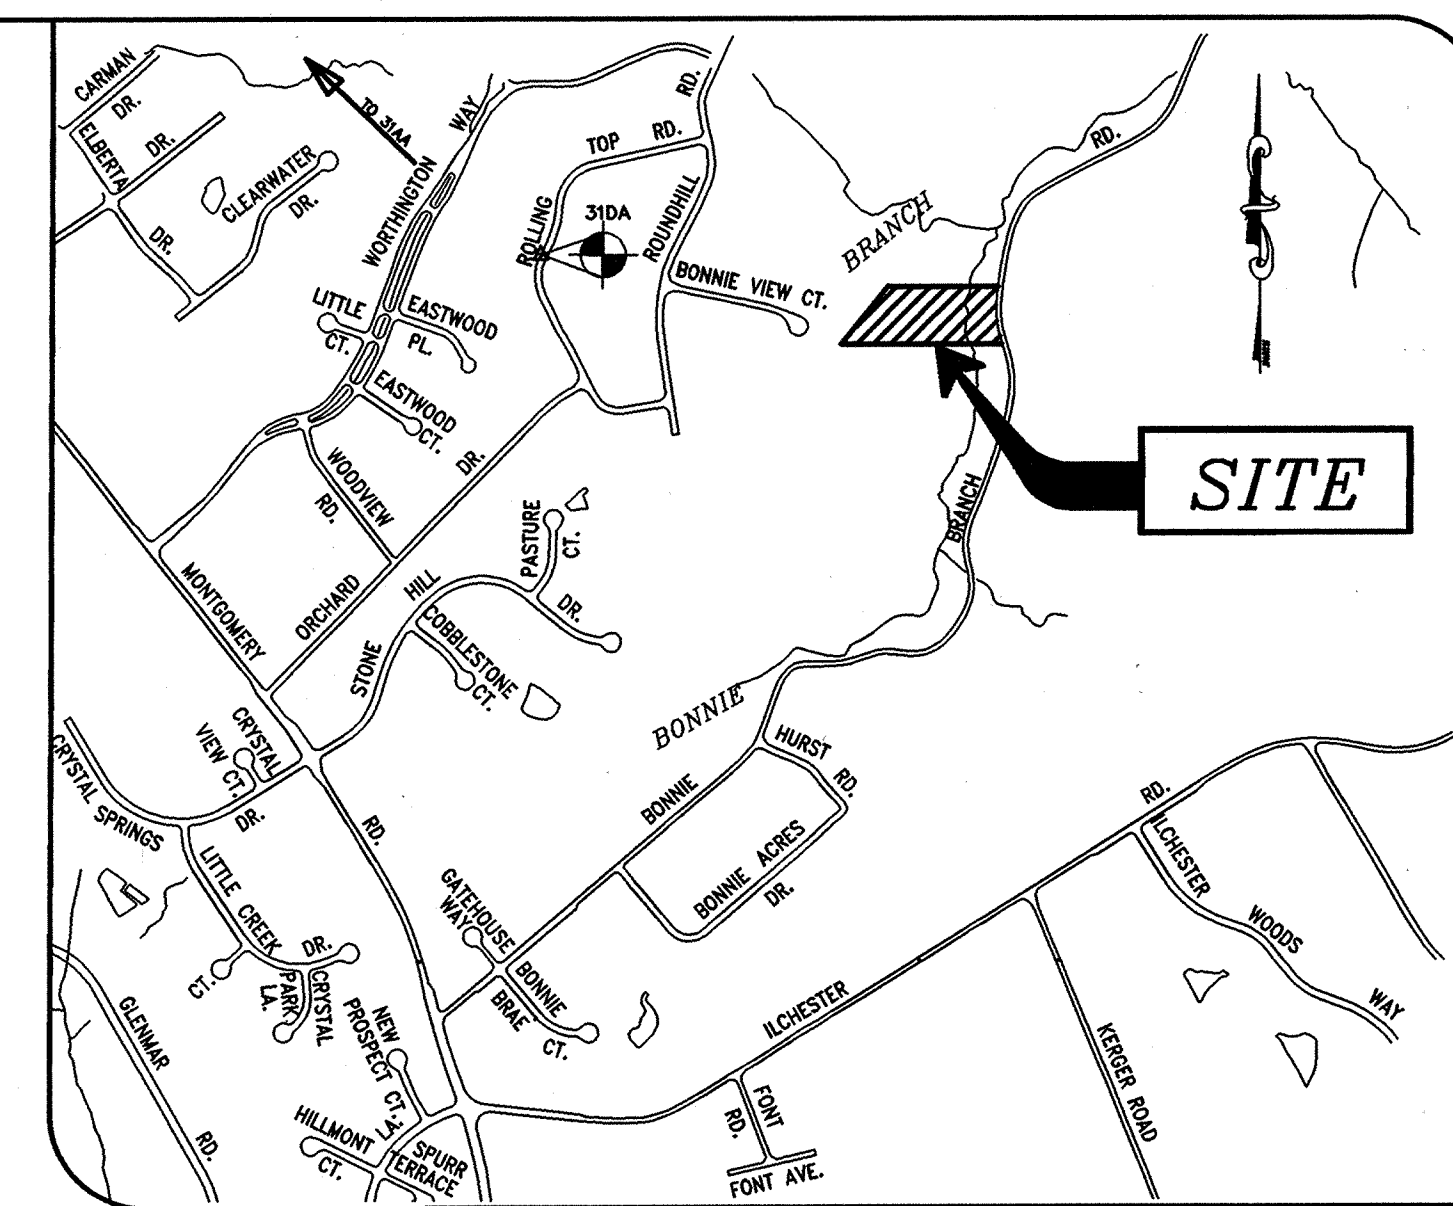 CARMAN
DR.
ELBERTA
DR.
DR.
CLEARWATER
DR.
TO 31AA
WORTHINGTON
WAY
TOP RD.
RD.
ROLLING
31DA
ROUNDHILL
BONNIE VIEW CT.
BRANCH
RD.
LITTLE
CT.
EASTWOOD
PL.
EASTWOOD
CT.
WOODVIEW
RD.
DR.
SITE
BRANCH
MONTGOMERY
ORCHARD
PASTURE
CT.
STONE
HILL
DR.
COBBLESTONE
CT.
BONNIE
CRYSTAL
VIEW CT.
CRYSTAL SPRINGS
DR.
RD.
HURST
RD.
BONNIE
BONNIE ACRES
DR.
RD.
ILCHESTER
WOODS
WAY
LITTLE CREEK
DR.
CT.
PARK
LA.
CRYSTAL
GATEHOUSE
WAY
BONNIE
BRAE
CT.
ILCHESTER
KERGER ROAD
GLENMAR
RD.
NEW
PROSPECT CT.
LA.
HILLMONT
CT.
SPURR
TERRACE
FONT
RD.
FONT AVE.